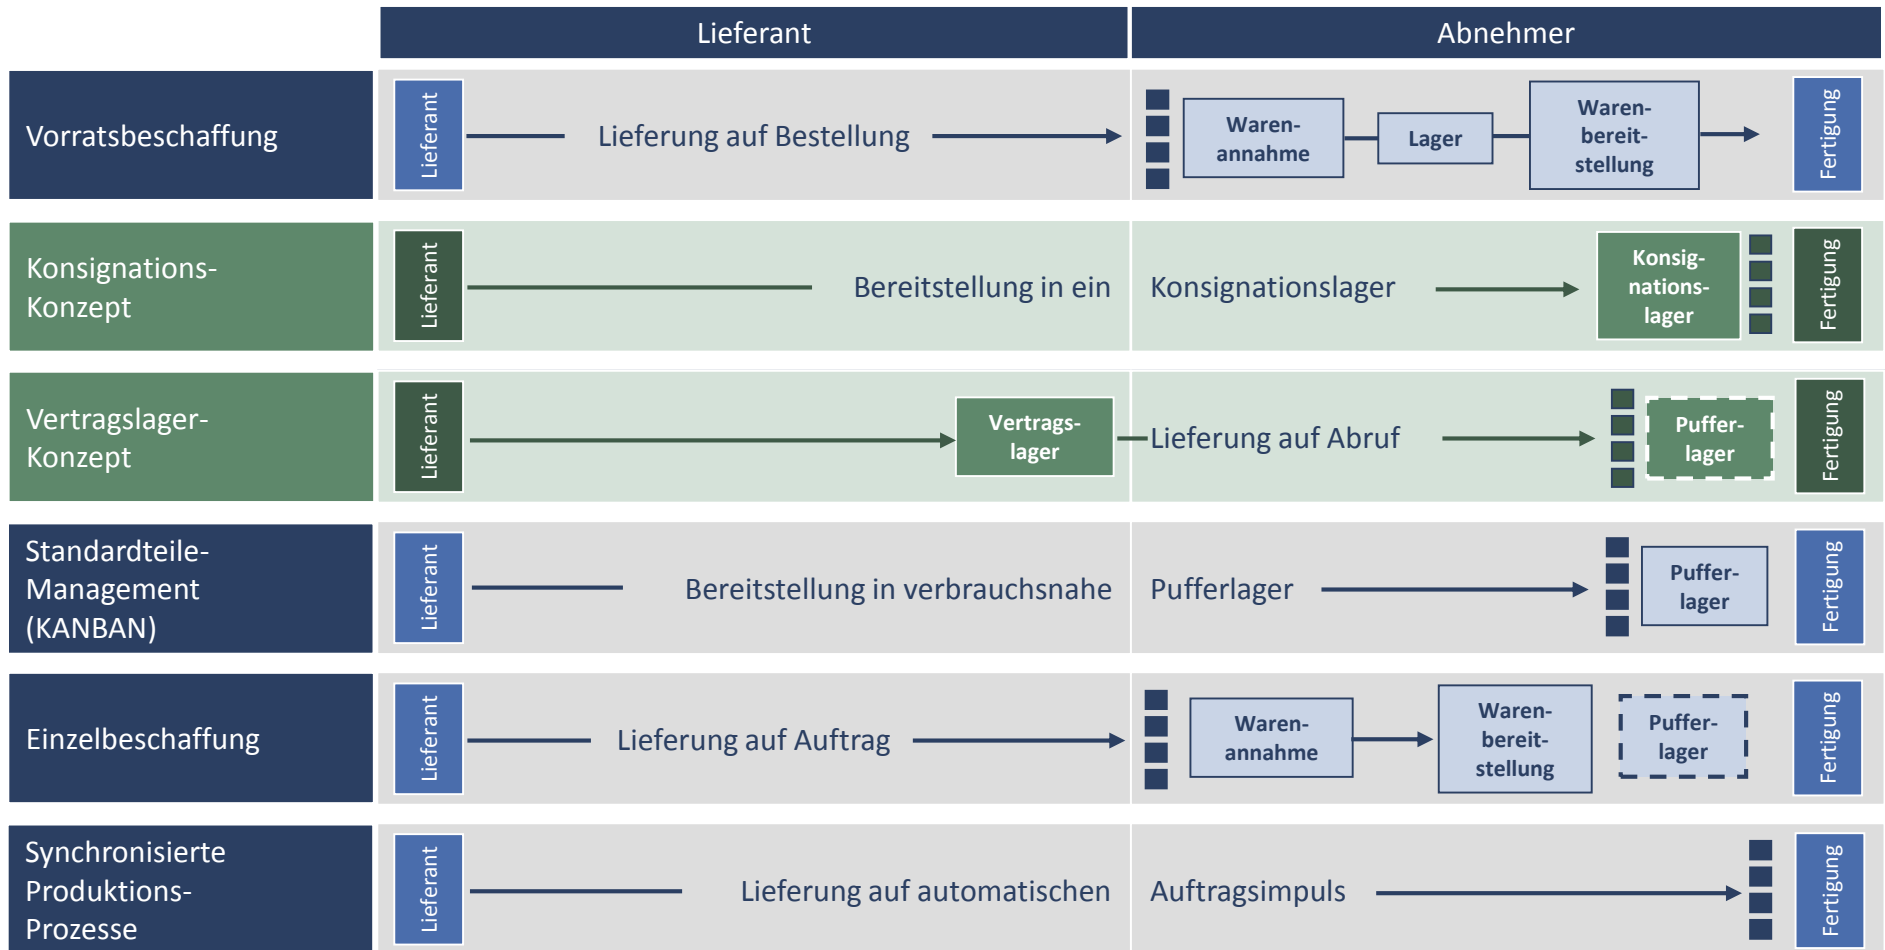 Lieferant
Abnehmer
Vorratsbeschaffung
Lieferant
Lieferung auf Bestellung
Waren-
annahme
Lager
Waren-
bereit-
stellung
Fertigung
Konsignations-
Konzept
Lieferant
Bereitstellung in ein
Konsignationslager
Konsig-
nations-
lager
Fertigung
Vertragslager-
Konzept
Lieferant
Vertrags-
lager
Lieferung auf Abruf
Puffer-
lager
Fertigung
Standardteile-
Management
(KANBAN)
Lieferant
Bereitstellung in verbrauchsnahe
Pufferlager
Puffer-
lager
Fertigung
Einzelbeschaffung
Lieferant
Lieferung auf Auftrag
Waren-
annahme
Waren-
bereit-
stellung
Puffer-
lager
Fertigung
Synchronisierte
Produktions-
Prozesse
Lieferant
Lieferung auf automatischen
Auftragsimpuls
Fertigung